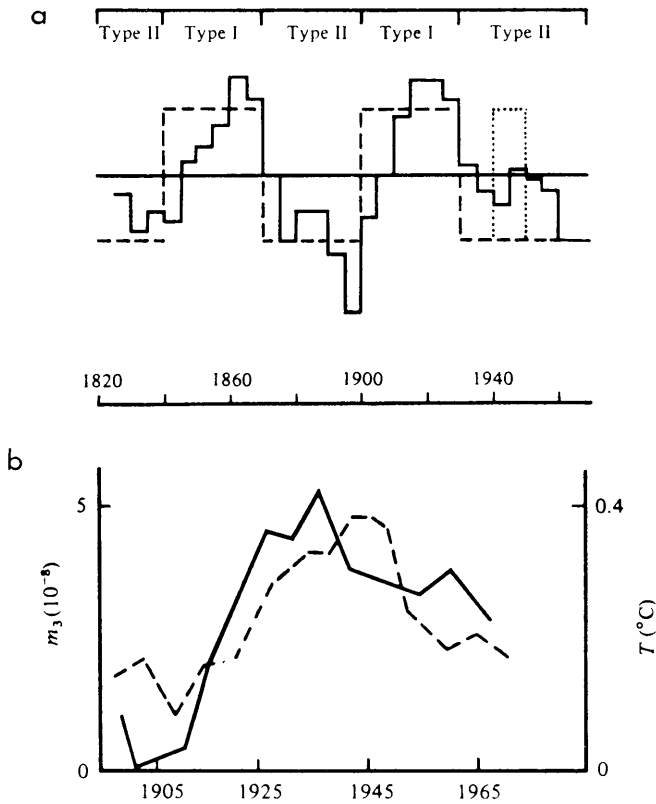 a
Type II Type I Type II Type I Type II
1820 1860 1900 1940
b
5 0.4
m₃(10⁻⁸)
T (°C)
0 0
1905 1925 1945 1965